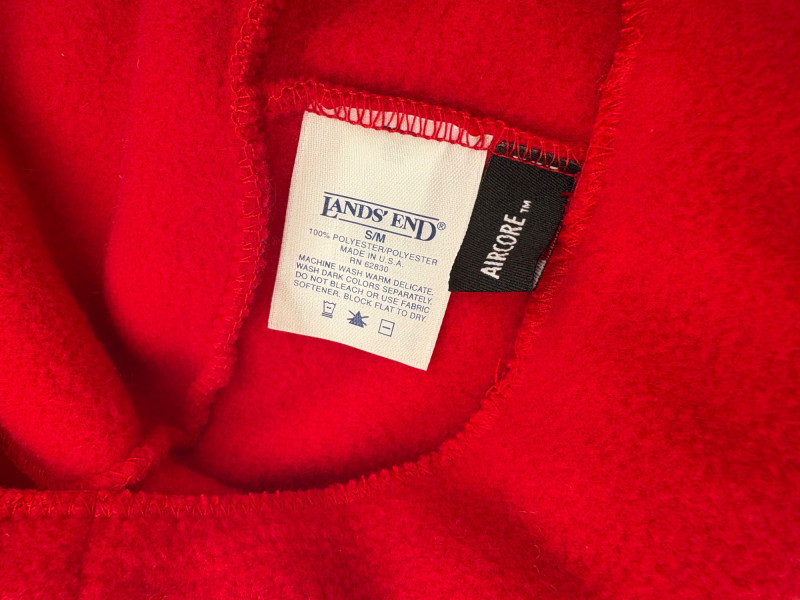 LANDS' END®
S/M
100% POLYESTER/POLYESTER
MADE IN U.S.A.
RN 62830
MACHINE WASH WARM DELICATE.
WASH DARK COLORS SEPARATELY.
DO NOT BLEACH OR USE FABRIC
SOFTENER. BLOCK FLAT TO DRY.
AIRCORE™